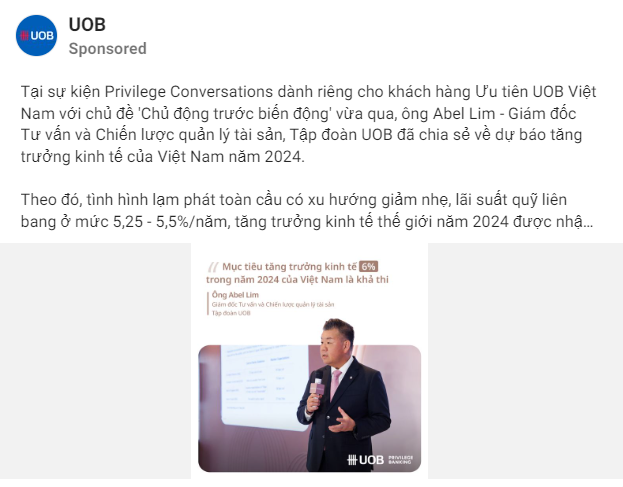 UOB
UOB
Sponsored
Tại sự kiện Privilege Conversations dành riêng cho khách hàng Ưu tiên UOB Việt
Nam với chủ đề 'Chủ động trước biến động' vừa qua, ông Abel Lim - Giám đốc
Tư vấn và Chiến lược quản lý tài sản, Tập đoàn UOB đã chia sẻ về dự báo tăng
trưởng kinh tế của Việt Nam năm 2024.
Theo đó, tình hình lạm phát toàn cầu có xu hướng giảm nhẹ, lãi suất quỹ liên
bang ở mức 5,25 - 5,5%/năm, tăng trưởng kinh tế thế giới năm 2024 được nhậ...
Mục tiêu tăng trưởng kinh tế 6%
trong năm 2024 của Việt Nam là khả thi
Ông Abel Lim
Giám đốc Tư vấn và Chiến lược quản lý tài sản
Tập đoàn UOB
UOB PRIVILEGE
BANKING